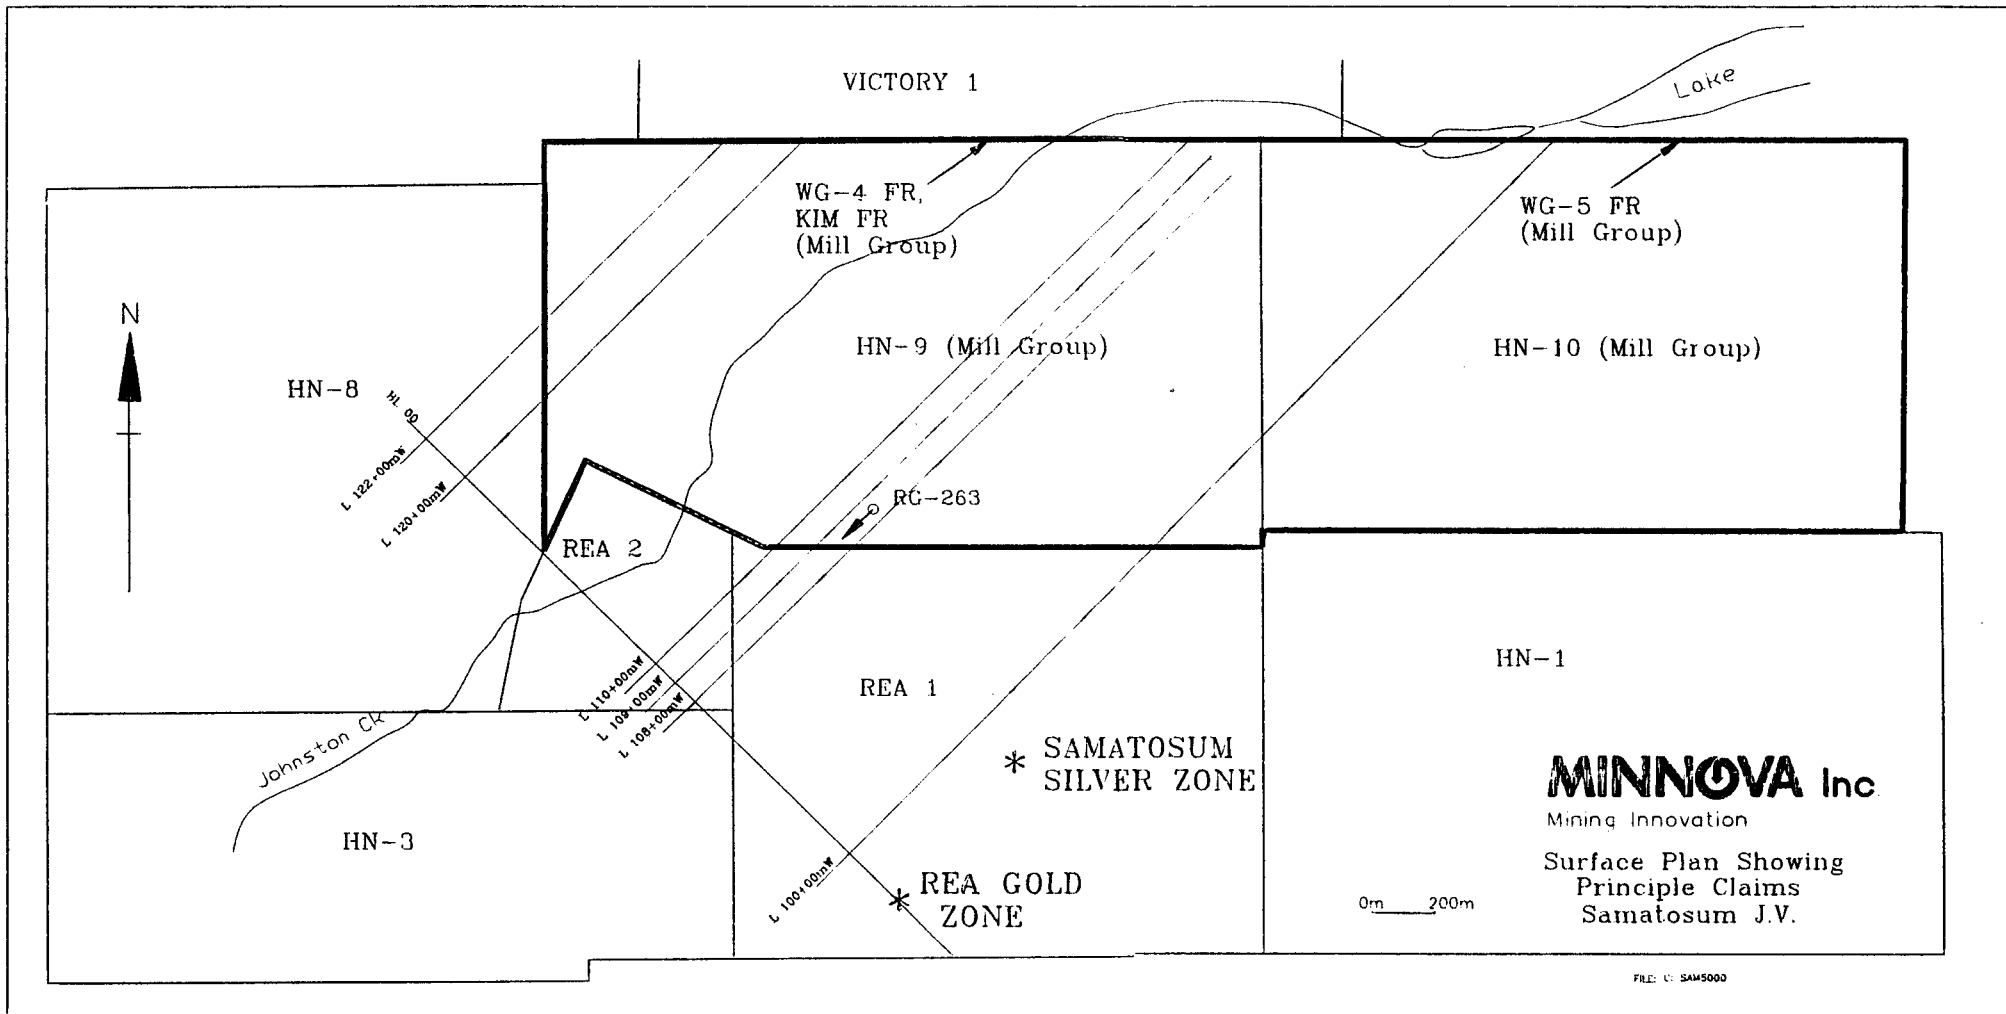 VICTORY 1
Lake
WG-4 FR,
KIM FR
(Mill Group)
WG-5 FR
(Mill Group)
N
HN-8
HN-9 (Mill Group)
HN-10 (Mill Group)
BL 00
L 122+00mW
L 120+00mW
RG-263
REA 2
L 110+00mW
L 109+00mW
L 108+00mW
REA 1
HN-1
Johnston Ck
SAMATOSUM
SILVER ZONE
HN-3
L 100+00mW
REA GOLD
ZONE
MINNOVA Inc.
Mining Innovation
Surface Plan Showing
Principle Claims
Samatosum J.V.
0m 200m
FILE: C: SAM5000